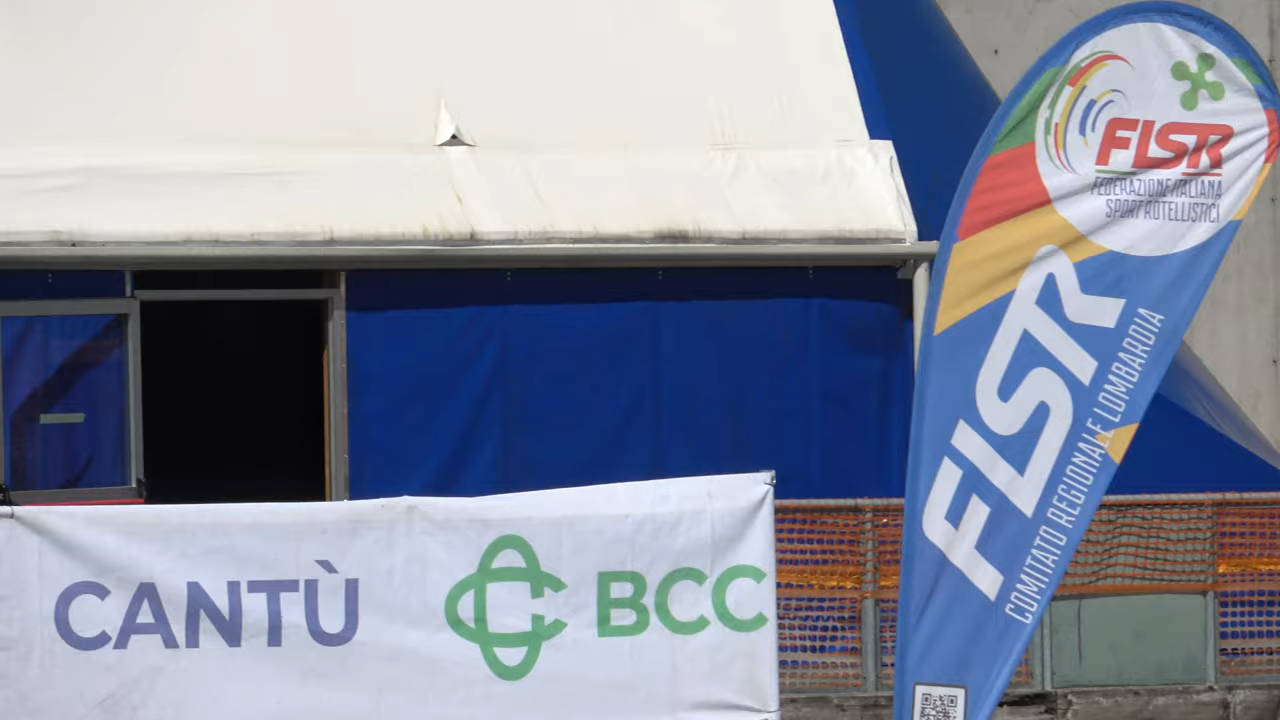 CANTÙ BCC
FISR
FEDERAZIONE ITALIANA
SPORT ROTELLISTICI
FISR
COMITATO REGIONALE LOMBARDIA